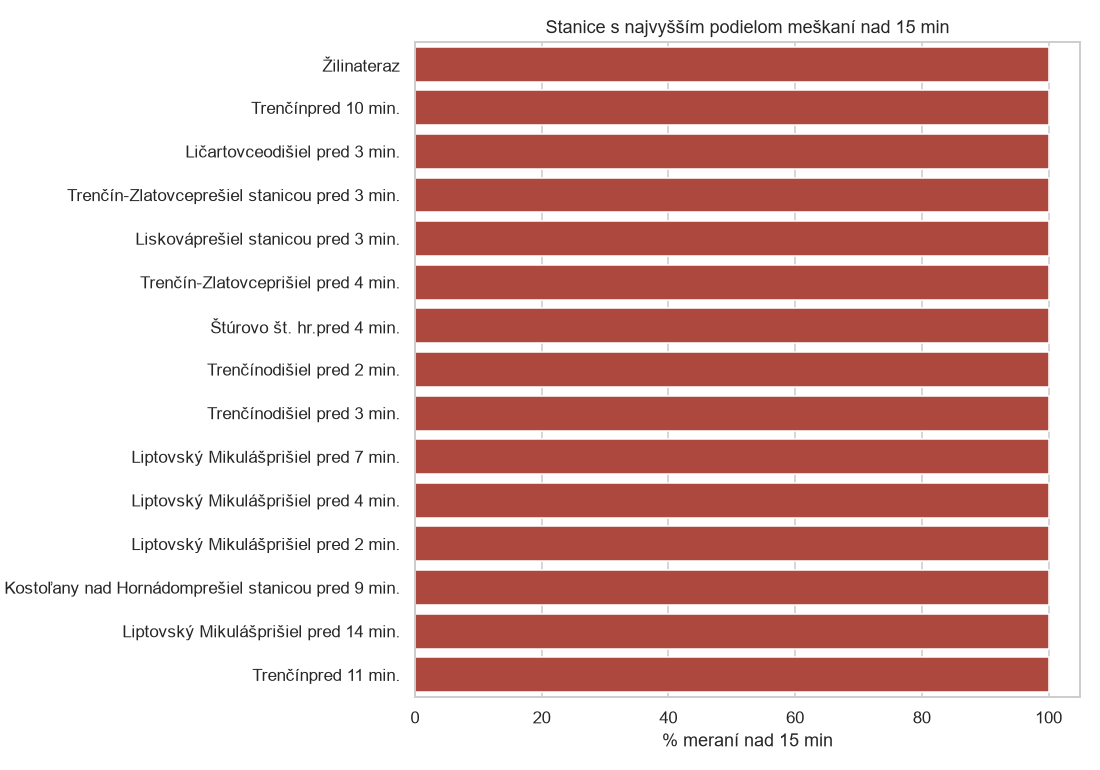 Stanice s najvyšším podielom meškaní nad 15 min
Žilinateraz
Trenčínpred 10 min.
Ličartovceodišiel pred 3 min.
Trenčín-Zlatovceprešiel stanicou pred 3 min.
Liskováprešiel stanicou pred 3 min.
Trenčín-Zlatovceprišiel pred 4 min.
Štúrovo št. hr.pred 4 min.
Trenčínodišiel pred 2 min.
Trenčínodišiel pred 3 min.
Liptovský Mikulášprišiel pred 7 min.
Liptovský Mikulášprišiel pred 4 min.
Liptovský Mikulášprišiel pred 2 min.
Kostoľany nad Hornádomprešiel stanicou pred 9 min.
Liptovský Mikulášprišiel pred 14 min.
Trenčínpred 11 min.
0 20 40 60 80 100
% meraní nad 15 min